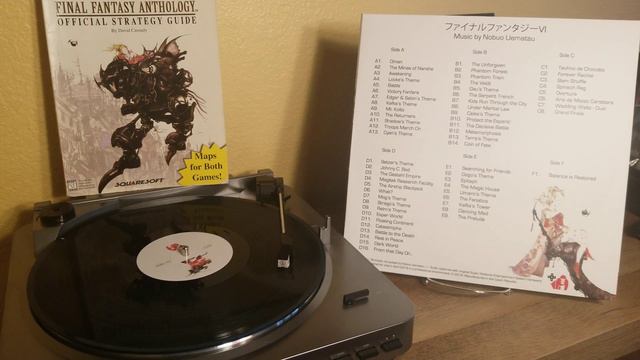 FINAL FANTASY ANTHOLOGY
OFFICIAL STRATEGY GUIDE
By David Cassady
Maps
for Both
Games!
SQUARESOFT
ファイナルファンタジーVI
Music by Nobuo Uematsu
Side A
A1. Omen
A2. The Mines of Narshe
A3. Awakening
A4. Locke's Theme
A5. Battle
A6. Victory Fanfare
A7. Edgar & Sabin's Theme
A8. Kefka's Theme
A9. Mt. Koltz
A10. The Returners
A11. Shadow's Theme
A12. Troops March On
A13. Cyan's Theme
Side B
B1. The Unforgiven
B2. Phantom Forest
B3. Phantom Train
B4. The Veldt
B5. Gau's Theme
B6. The Serpent Trench
B7. Kids Run Through the City
B8. Under Martial Law
B9. Celes's Theme
B10. Protect the Espers!
B11. The Decisive Battle
B12. Metamorphosis
B13. Terra's Theme
B14. Coin of Fate
Side C
C1. Techno de Chocobo
C2. Forever Rachel
C3. Slam Shuffle
C4. Spinach Rag
C5. Overture
C6. Aria de Mezzo Carattere
C7. Wedding Waltz - Duel
C8. Grand Finale
Side D
D1. Setzer's Theme
D2. Johnny C. Bad
D3. The Gestahl Empire
D4. Magitek Research Facility
D5. The Airship Blackjack
D6. What?
D7. Mog's Theme
D8. Strago's Theme
D9. Relm's Theme
D10. Esper World
D11. Floating Continent
D12. Catastrophe
D13. Battle to the Death
D14. Rest in Peace
D15. Dark World
D16. From that Day On...
Side E
E1. Searching for Friends
E2. Gogo's Theme
E3. Epitaph
E4. The Magic House
E5. Umaro's Theme
E6. The Fanatics
E7. Kefka's Tower
E8. Dancing Mad
E9. The Prelude
Side F
F1. Balance is Restored